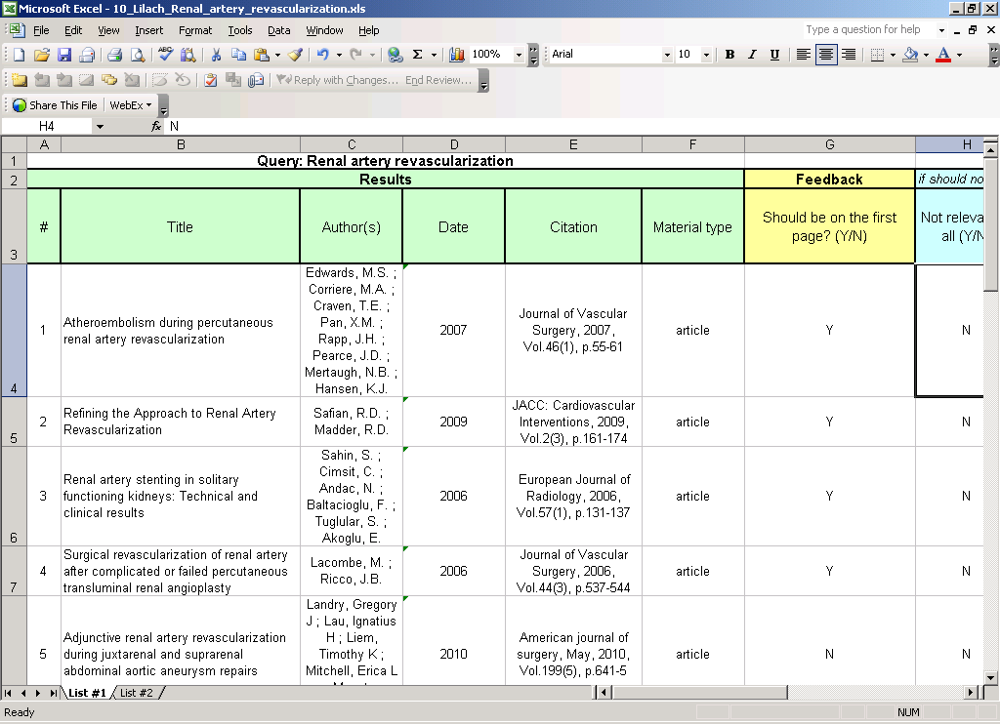 Microsoft Excel - 10_Lilach_Renal_artery_revascularization.xls
File Edit View Insert Format Tools Data Window Help
Type a question for help
100% Arial 10 B I U
Reply with Changes... End Review...
Share This File WebEx
H4 fx N
A B C D E F G H
1 Query: Renal artery revascularization
2 Results Feedback if should no
3 # Title Author(s) Date Citation Material type
Should be on the first
page? (Y/N)
Not releva
all (Y/N
4
1
Atheroembolism during percutaneous
renal artery revascularization
Edwards, M.S. ;
Corriere, M.A. ;
Craven, T.E. ;
Pan, X.M. ;
Rapp, J.H. ;
Pearce, J.D. ;
Mertaugh, N.B. ;
Hansen, K.J.
2007
Journal of Vascular
Surgery, 2007,
Vol.46(1), p.55-61
article
Y
N
5
2
Refining the Approach to Renal Artery
Revascularization
Safian, R.D. ;
Madder, R.D.
2009
JACC: Cardiovascular
Interventions, 2009,
Vol.2(3), p.161-174
article
Y
N
6
3
Renal artery stenting in solitary
functioning kidneys: Technical and
clinical results
Sahin, S. ;
Cimsit, C. ;
Andac, N. ;
Baltacioglu, F. ;
Tuglular, S. ;
Akoglu, E.
2006
European Journal of
Radiology, 2006,
Vol.57(1), p.131-137
article
Y
N
7
4
Surgical revascularization of renal artery
after complicated or failed percutaneous
transluminal renal angioplasty
Lacombe, M. ;
Ricco, J.B.
2006
Journal of Vascular
Surgery, 2006,
Vol.44(3), p.537-544
article
Y
N
5
Adjunctive renal artery revascularization
during juxtarenal and suprarenal
abdominal aortic aneurysm repairs
Landry, Gregory
J ; Lau, Ignatius
H ; Liem,
Timothy K ;
Mitchell, Erica L
2010
American journal of
surgery, May, 2010,
Vol.199(5), p.641-5
article
N
N
List #1 List #2
Ready NUM